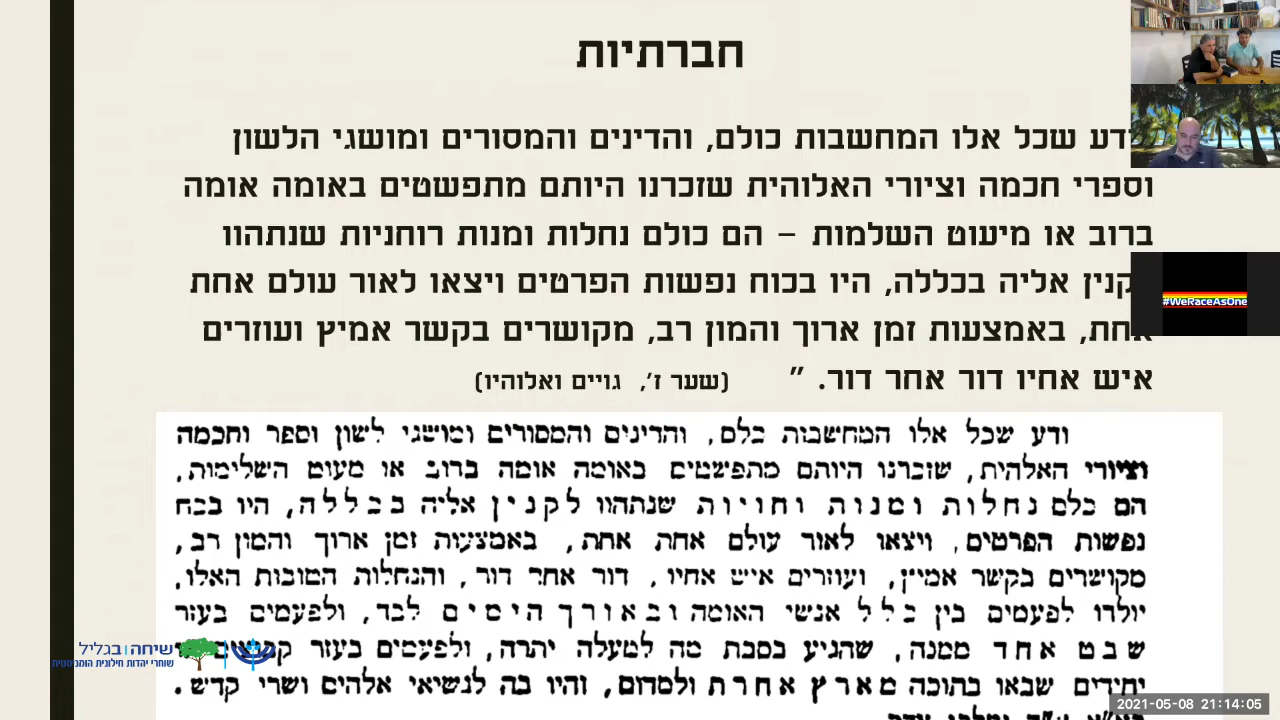 חברתיות
שכל אלו המחשבות כולם, והדינים והמסורים ומושגי הלשון
וספרי חכמה וציורי האלוהית שזכרנו היותם מתפשטים באומה אומה
ברוב או מיעוט השלמות – הם כולם נחלות ומנות רוחניות שנתהוו
אליה בכללה, היו בכוח נפשות הפרטים ויצאו לאור עולם אחת
אחת, באמצעות זמן ארוך והמון רב, מקושרים בקשר אמיץ ועוזרים
איש אחיו דור אחר דור. ” (שער ז’, גויים ואלוהיו)
ודע שכל אלו המחשבות כלם, והדינים והמסורים ומושגי לשון וספר וחכמה
וציורי האלהית, שזכרנו היותם מתפשטים באומה אומה ברוב או מעוט השלימות,
הם כלם נחלות ומנות וחויות שנתהוו לקנין אליה בכללה, היו בכח
נפשות הפרטים, ויצאו לאור עולם אחת אחת, באמצעות זמן ארוך והמון רב,
מקושרים בקשר אמיץ, ועוזרים איש אחיו, דור אחר דור, והנחלות הטובות האלו,
יולדו לפעמים בין כלל אנשי האומה ובאורך הימים לבד, ולפעמים בעזר
שבט אחד ממנה, שהגיע בסבת מה למעלה יתרה, ולפעמים בעזר
יחידים שבאו בתוכה מארץ אחרת ולמדום, והיו בה לנשיאי אלהים ושרי קדש.
שיחה בגליל
שוחרי יהדות חילונית הומניסטית
#WeRaceAsOne
2021-05-08 21:14:05